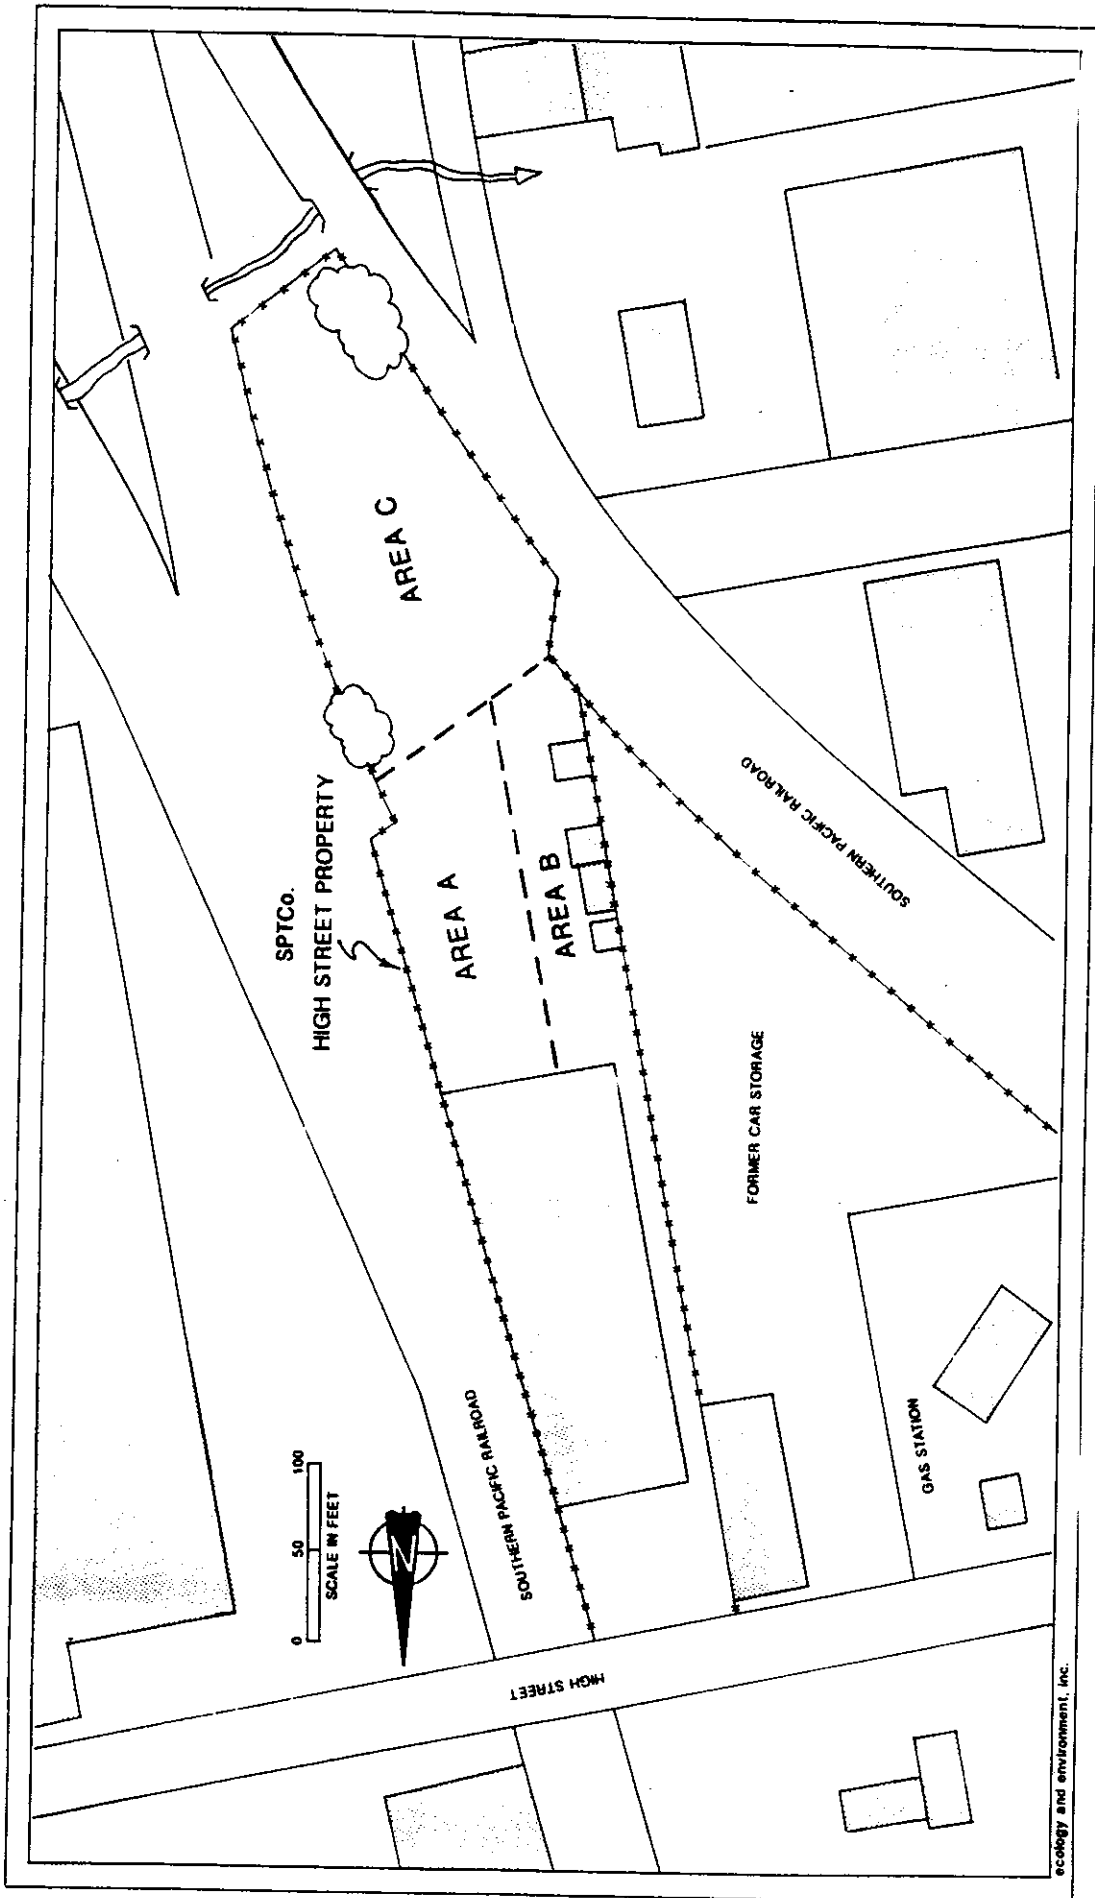 SPTCo.
HIGH STREET PROPERTY
AREA C
AREA A
AREA B
SOUTHERN PACIFIC RAILROAD
FORMER CAR STORAGE
SOUTHERN PACIFIC RAILROAD
GAS STATION
0 50 100
SCALE IN FEET
N
HIGH STREET
ecology and environment, inc.